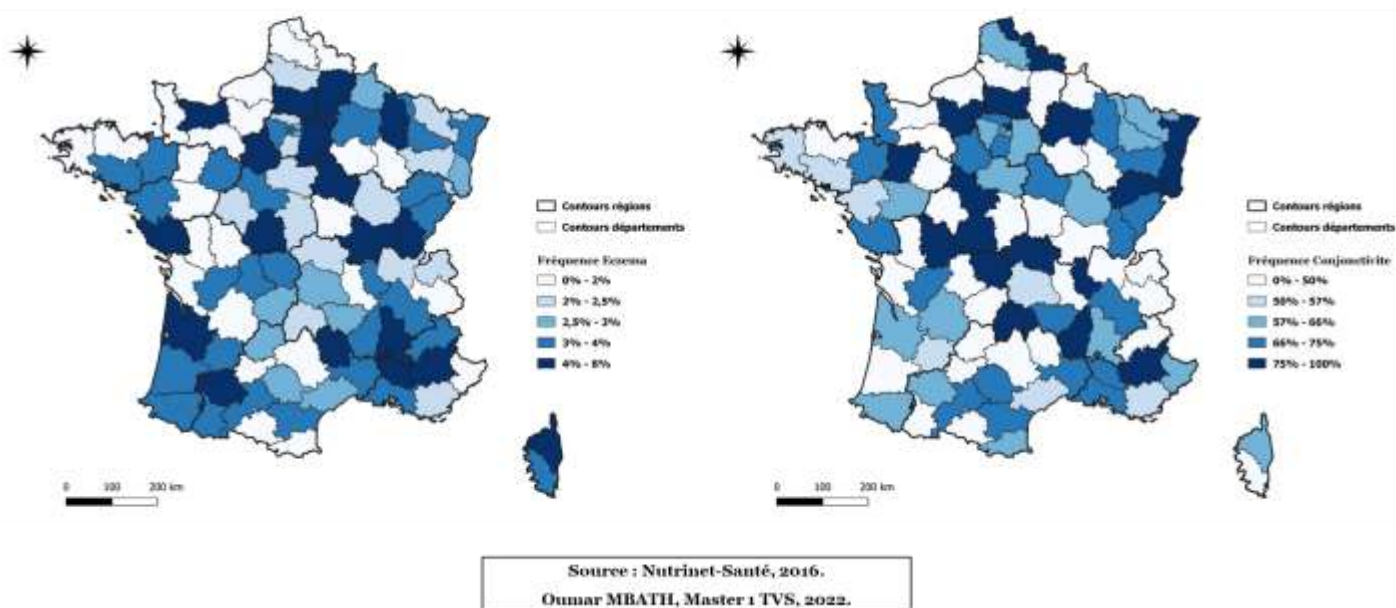 Contours régions
Contours départements
Fréquence Eczema
0% - 2%
2% - 2,5%
2,5% - 3%
3% - 4%
4% - 8%
0 100 200 km
Contours régions
Contours départements
Fréquence Conjonctivite
0% - 50%
50% - 57%
57% - 66%
66% - 75%
75% - 100%
0 100 200 km
Source : Nutrinet-Santé, 2016.
Oumar MBATH, Master 1 TVS, 2022.